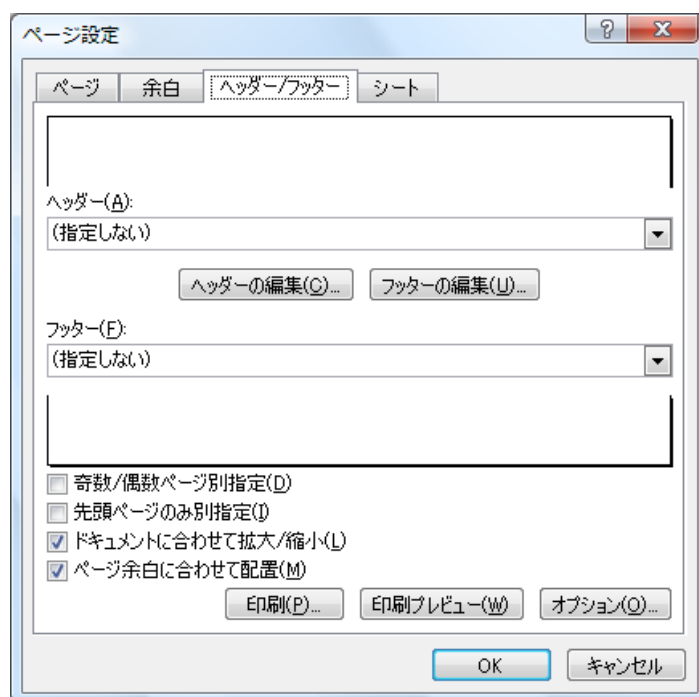 ページ設定
ページ 余白 ヘッダー/フッター シート
ヘッダー(A):
(指定しない)
ヘッダーの編集(C)... フッターの編集(U)...
フッター(F):
(指定しない)
奇数/偶数ページ別指定(D)
先頭ページのみ別指定(I)
ドキュメントに合わせて拡大/縮小(L)
ページ余白に合わせて配置(M)
印刷(P)... 印刷プレビュー(W) オプション(O)...
OK キャンセル